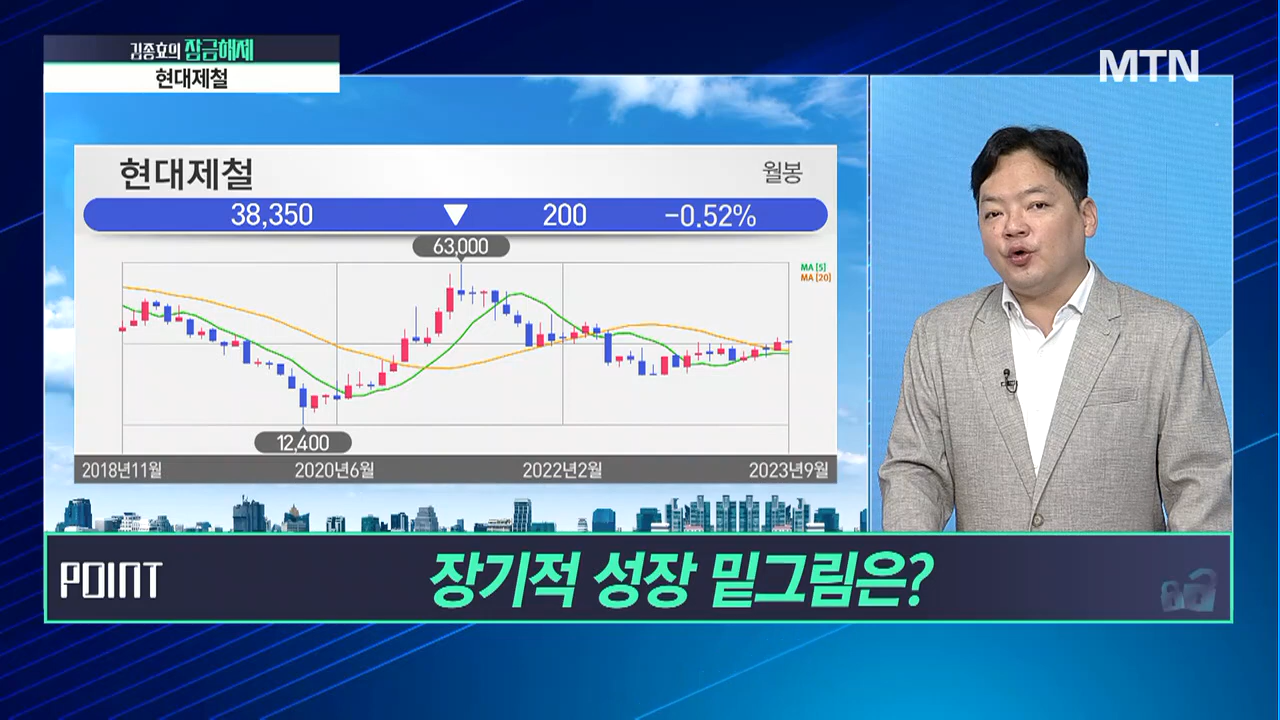 김종효의 잠금해제
현대제철
MTN
현대제철
월봉
38,350 ▼ 200 -0.52%
63,000
MA [5]
MA [20]
12,400
2018년11월 2020년6월 2022년2월 2023년9월
POINT 장기적 성장 밑그림은?